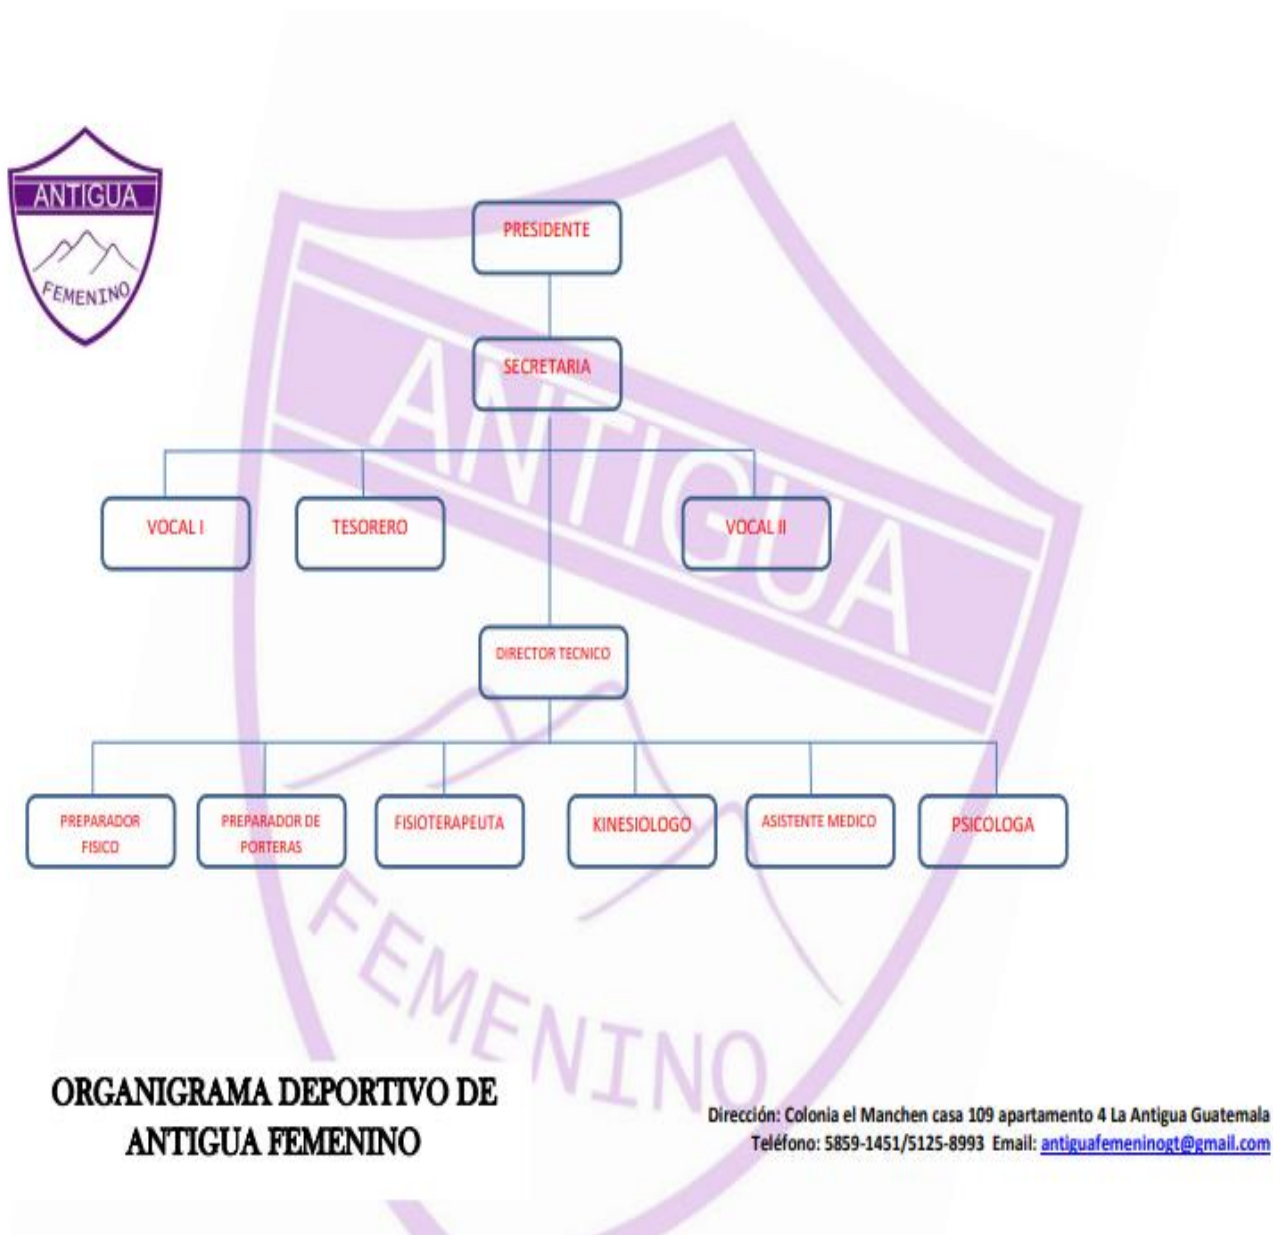 ANTIGUA
FEMENINO
PRESIDENTE
SECRETARIA
ANTIGUA
VOCAL I
TESORERO
VOCAL II
DIRECTOR TECNICO
PREPARADOR
FISICO
PREPARADOR DE
PORTERAS
FISIOTERAPEUTA
KINESIOLOGO
ASISTENTE MEDICO
PSICOLOGA
FEMENINO
ORGANIGRAMA DEPORTIVO DE
ANTIGUA FEMENINO
Dirección: Colonia el Manchen casa 109 apartamento 4 La Antigua Guatemala
Teléfono: 5859-1451/5125-8993 Email: antiguafemeninogt@gmail.com